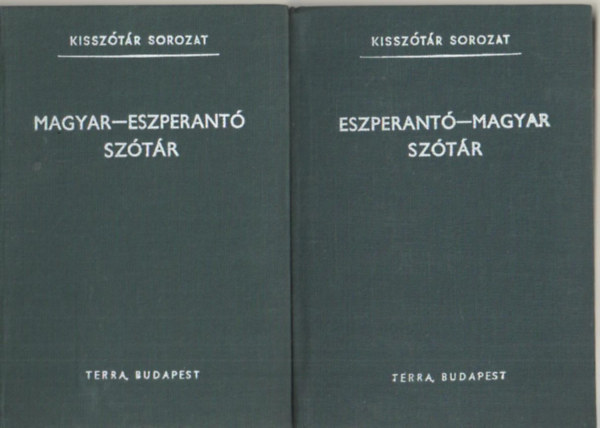 KISSZÓTÁR SOROZAT
MAGYAR—ESZPERANTÓ
SZÓTÁR
TERRA, BUDAPEST
KISSZÓTÁR SOROZAT
ESZPERANTÓ—MAGYAR
SZÓTÁR
TERRA, BUDAPEST